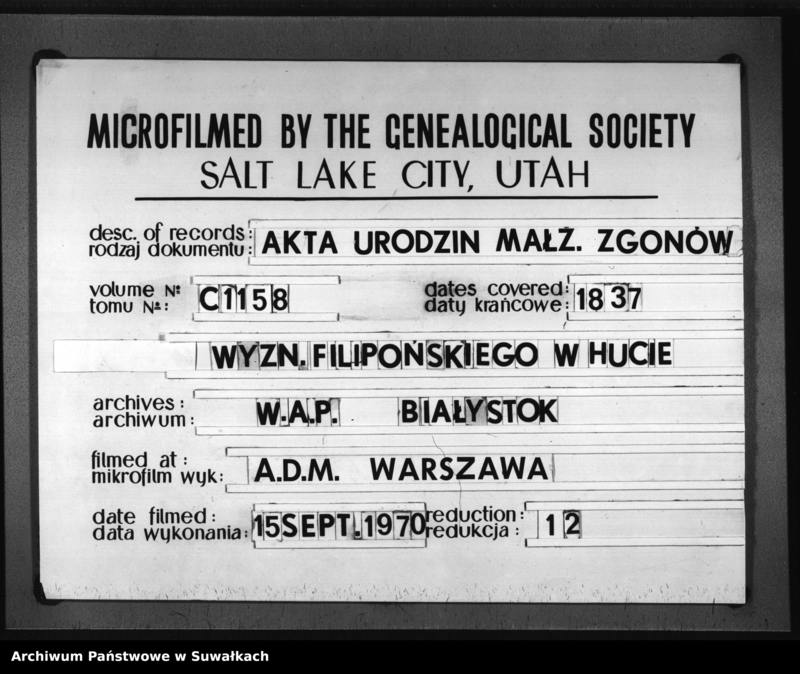 MICROFILMED BY THE GENEALOGICAL SOCIETY
SALT LAKE CITY, UTAH
desc. of records:
rodzaj dokumentu:
AKTA URODZIN MAŁŻ. ZGONÓW
volume Nº
tomu Nº:
C1158
dates covered:
daty krańcowe:
1837
WYZN. FILIPOŃSKIEGO W HUCIE
archives:
archiwum:
W.A.P. BIAŁYSTOK
filmed at:
mikrofilm wyk:
A.D.M. WARSZAWA
date filmed:
data wykonania:
15SEPT.1970
reduction:
redukcja:
12
Archiwum Państwowe w Suwałkach